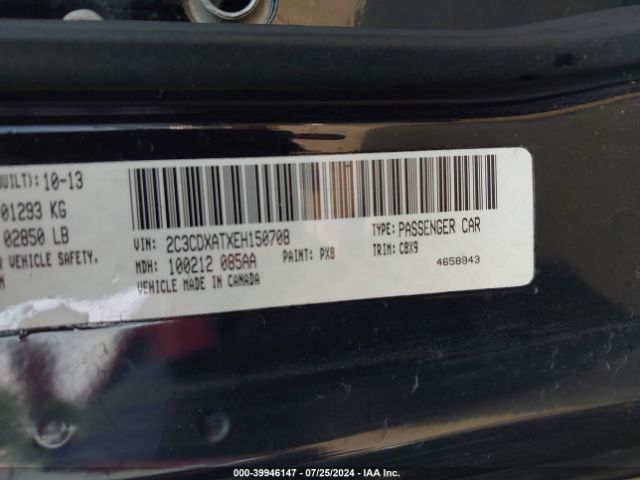 UILT): 10-13
01293 KG
02850 LB
VEHICLE SAFETY.
VIN: 2C3CDXATXEH150708
TYPE: PASSENGER CAR
MDH: 100212 085AA
PAINT: PX8
TRIM: CBX9
VEHICLE MADE IN CANADA
4658843
000-39946147 - 07/25/2024 - IAA Inc.